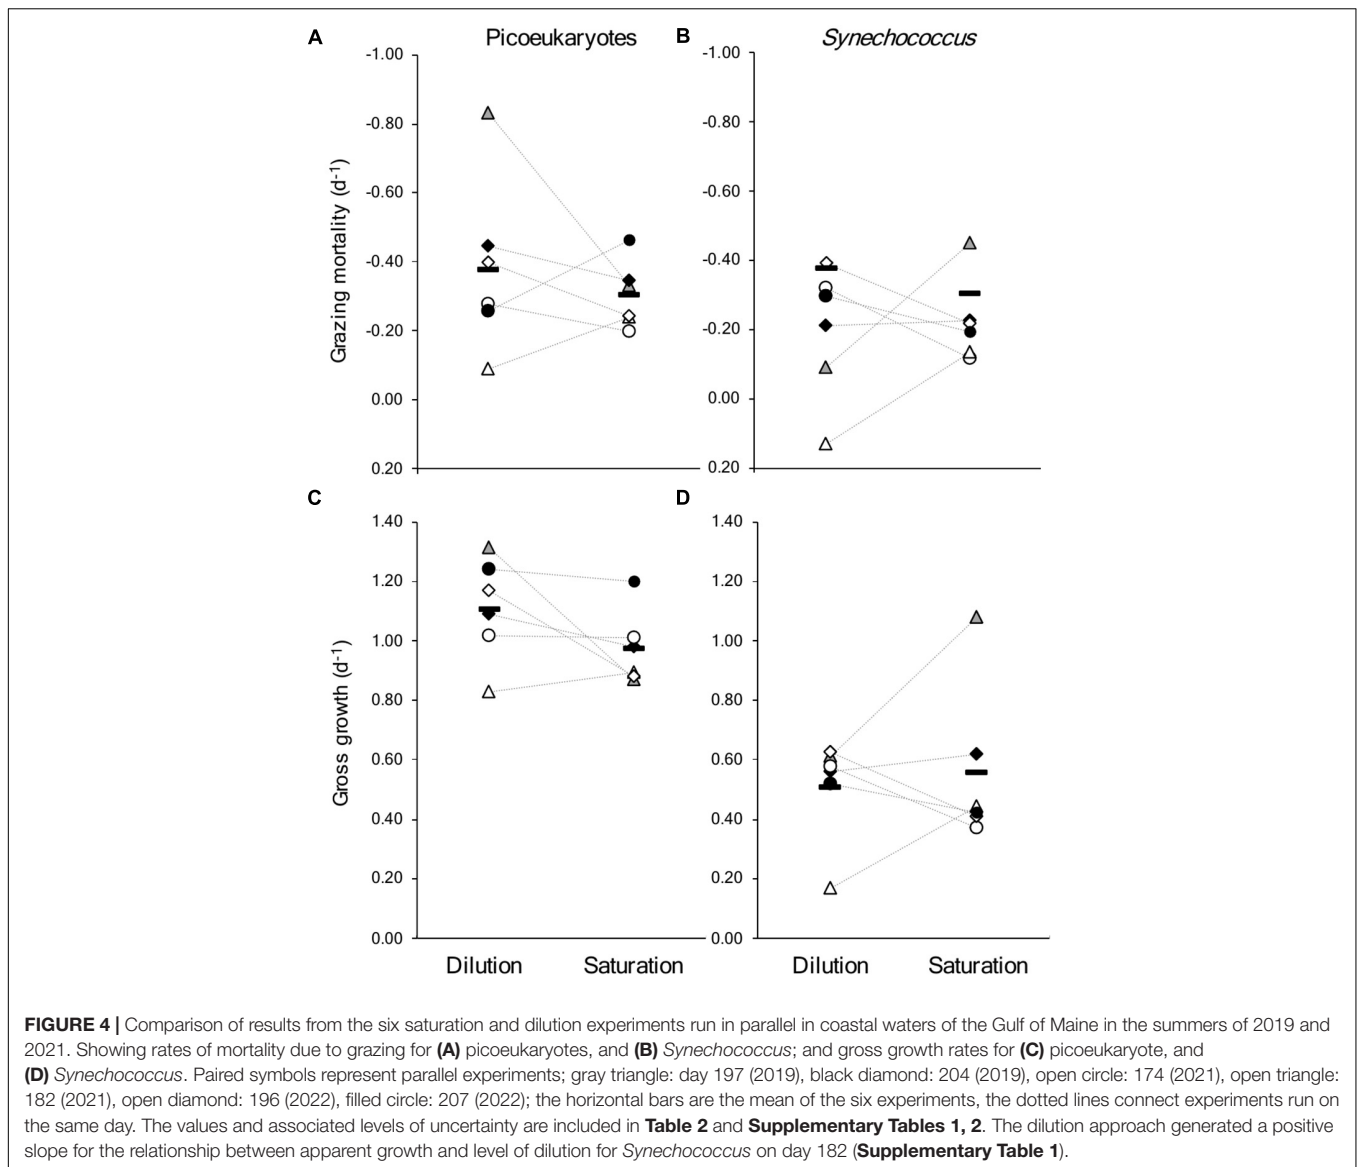 A Picoeukaryotes B Synechococcus
-1.00
-0.80
-0.60
-0.40
-0.20
0.00
0.20
Grazing mortality (d-1)
-1.00
-0.80
-0.60
-0.40
-0.20
0.00
0.20
C D
1.40
1.20
1.00
0.80
0.60
0.40
0.20
0.00
Gross growth (d-1)
1.40
1.20
1.00
0.80
0.60
0.40
0.20
0.00
Dilution Saturation Dilution Saturation
FIGURE 4 | Comparison of results from the six saturation and dilution experiments run in parallel in coastal waters of the Gulf of Maine in the summers of 2019 and
2021. Showing rates of mortality due to grazing for (A) picoeukaryotes, and (B) Synechococcus; and gross growth rates for (C) picoeukaryote, and
(D) Synechococcus. Paired symbols represent parallel experiments; gray triangle: day 197 (2019), black diamond: 204 (2019), open circle: 174 (2021), open triangle:
182 (2021), open diamond: 196 (2022), filled circle: 207 (2022); the horizontal bars are the mean of the six experiments, the dotted lines connect experiments run on
the same day. The values and associated levels of uncertainty are included in Table 2 and Supplementary Tables 1, 2. The dilution approach generated a positive
slope for the relationship between apparent growth and level of dilution for Synechococcus on day 182 (Supplementary Table 1).